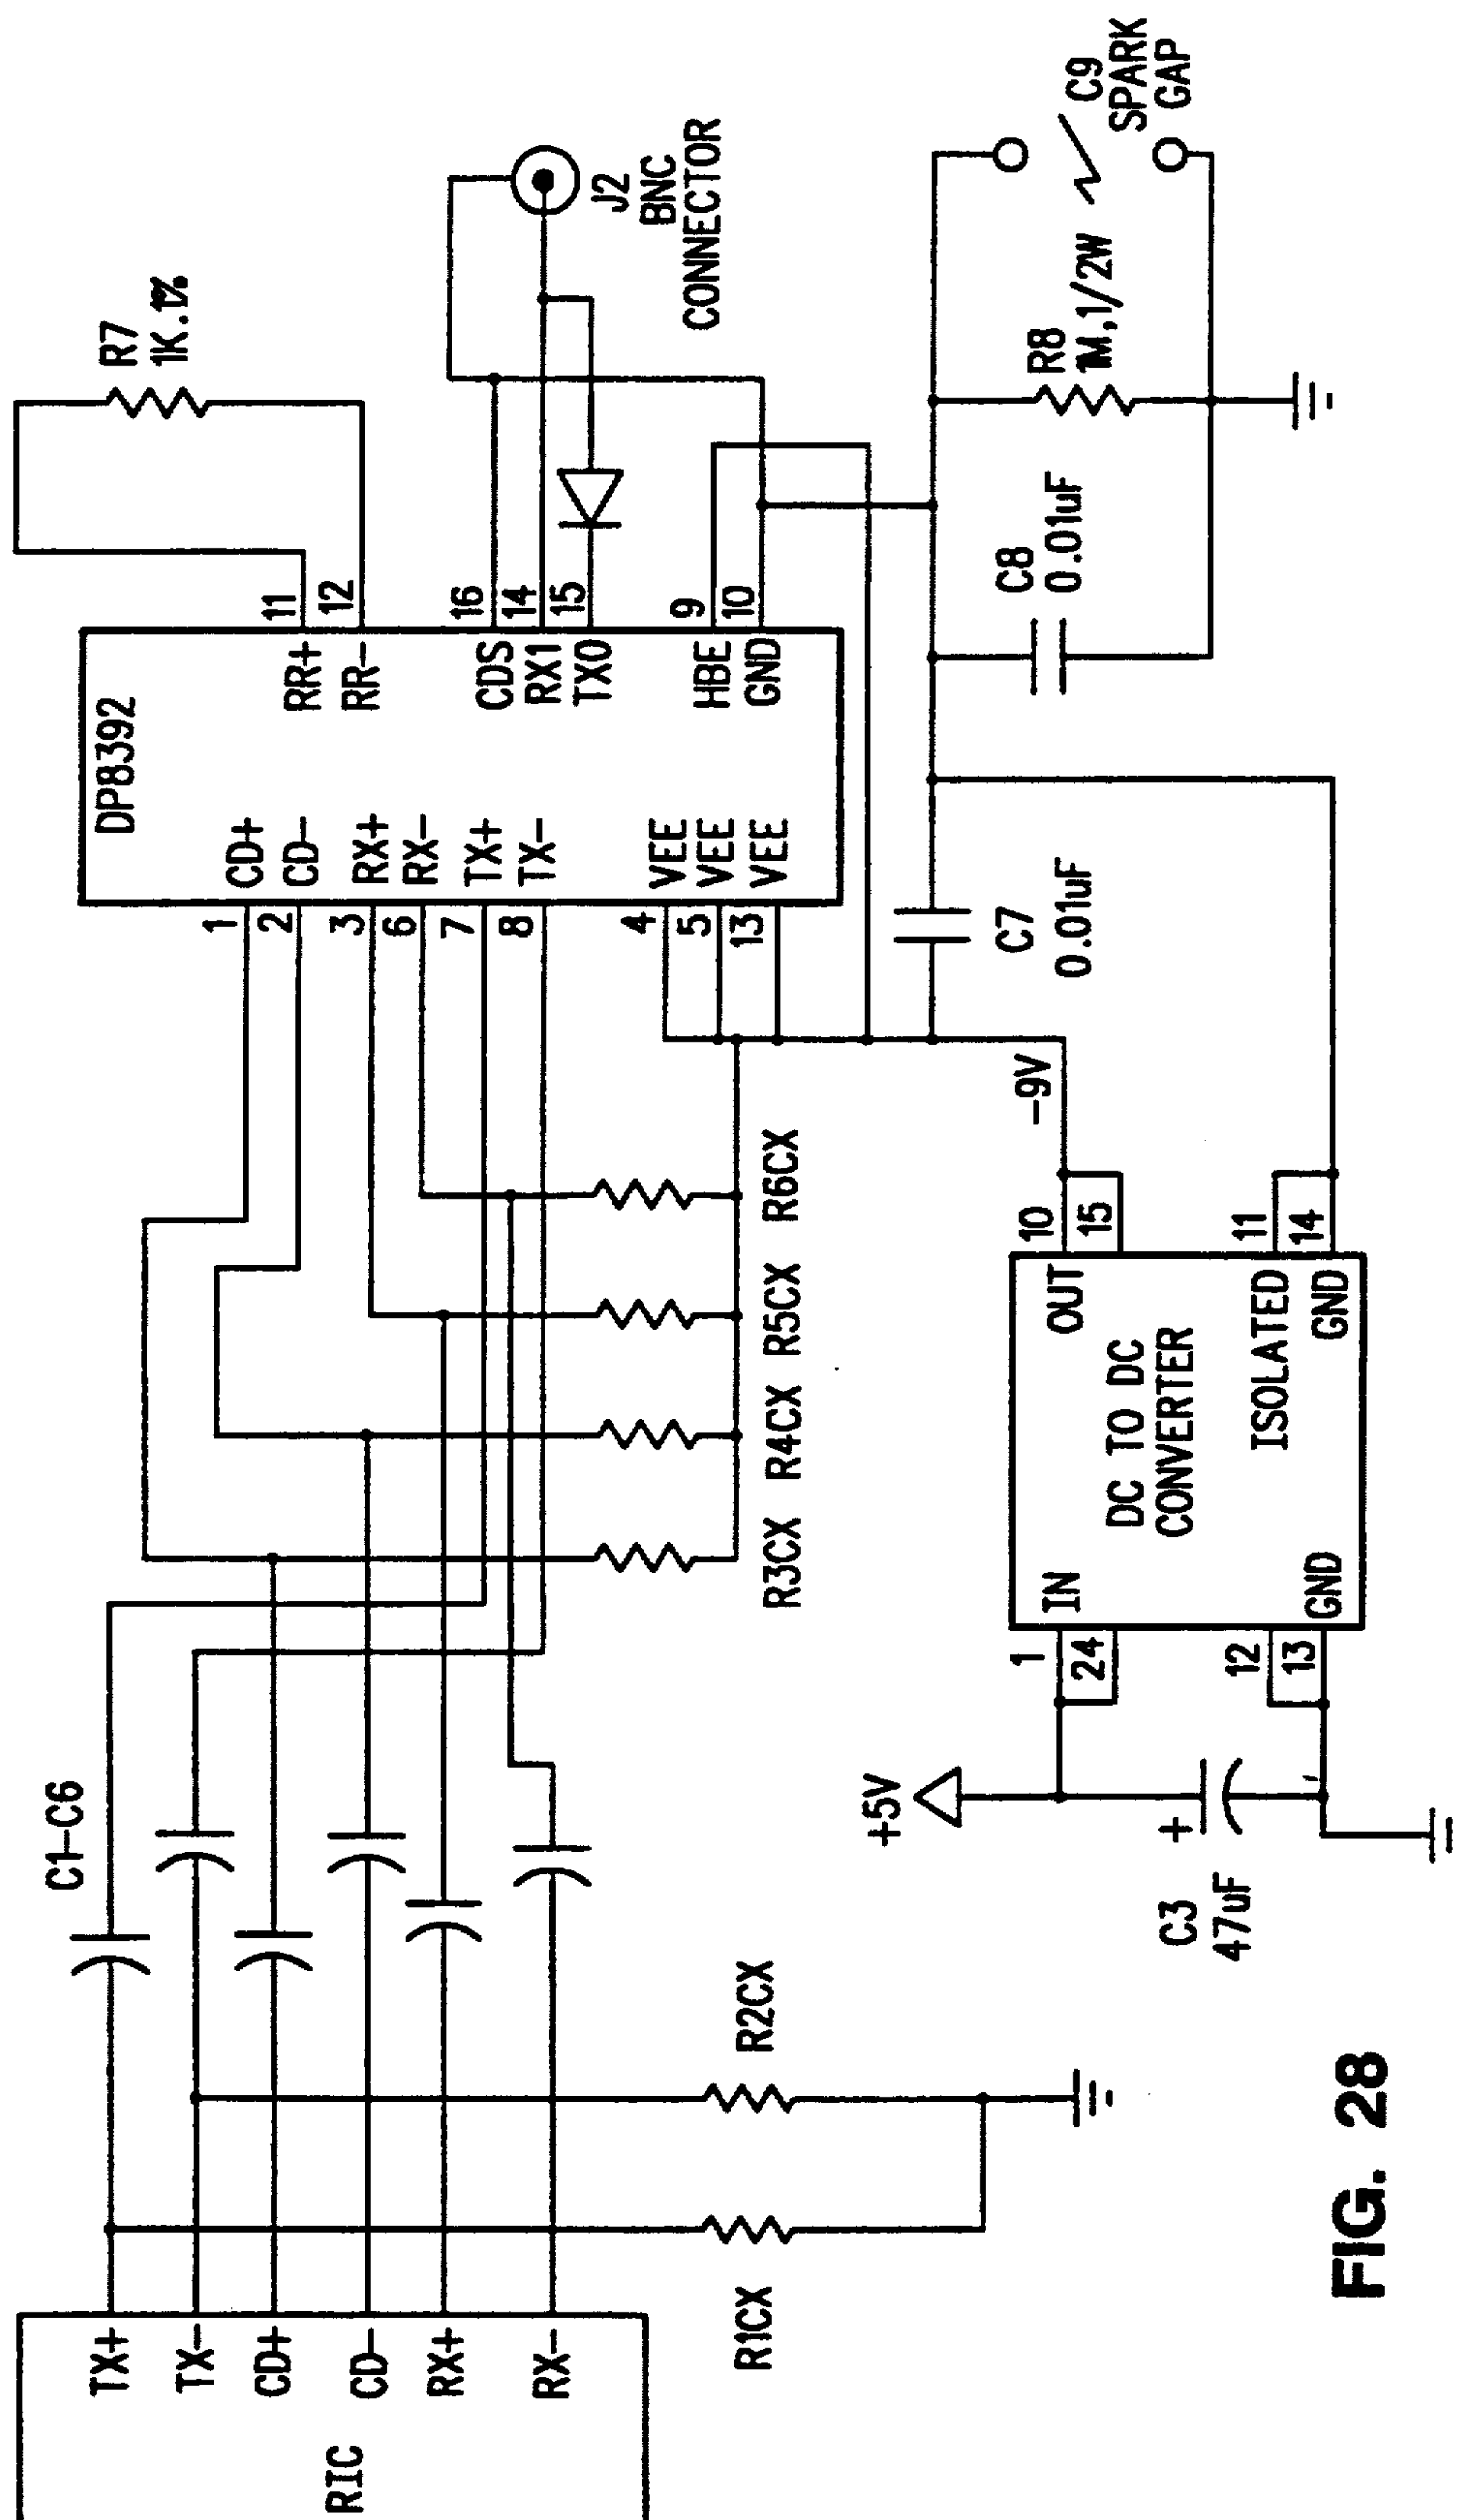 RIC
TX+
TX-
CD+
CD-
RX+
RX-
C1-C6
R1CX
R2CX
R3CX
R4CX
R5CX
R6CX
DP8392
1
2
3
6
7
8
4
5
13
CD+
CD-
RX+
RX-
TX+
TX-
VEE
VEE
VEE
RR+
RR-
CDS
RX1
TXO
HBE
GND
11
12
16
14
15
9
10
R7
1K.1%
J2
BNC
CONNECTOR
C7
0.01uF
C8
0.01uF
R8
1M,1/2W
C9
SPARK
GAP
+5V
+
C3
47uF
1
24
12
13
IN
GND
DC TO DC
CONVERTER
OUT
ISOLATED
GND
10
15
11
14
-9V
FIG. 28